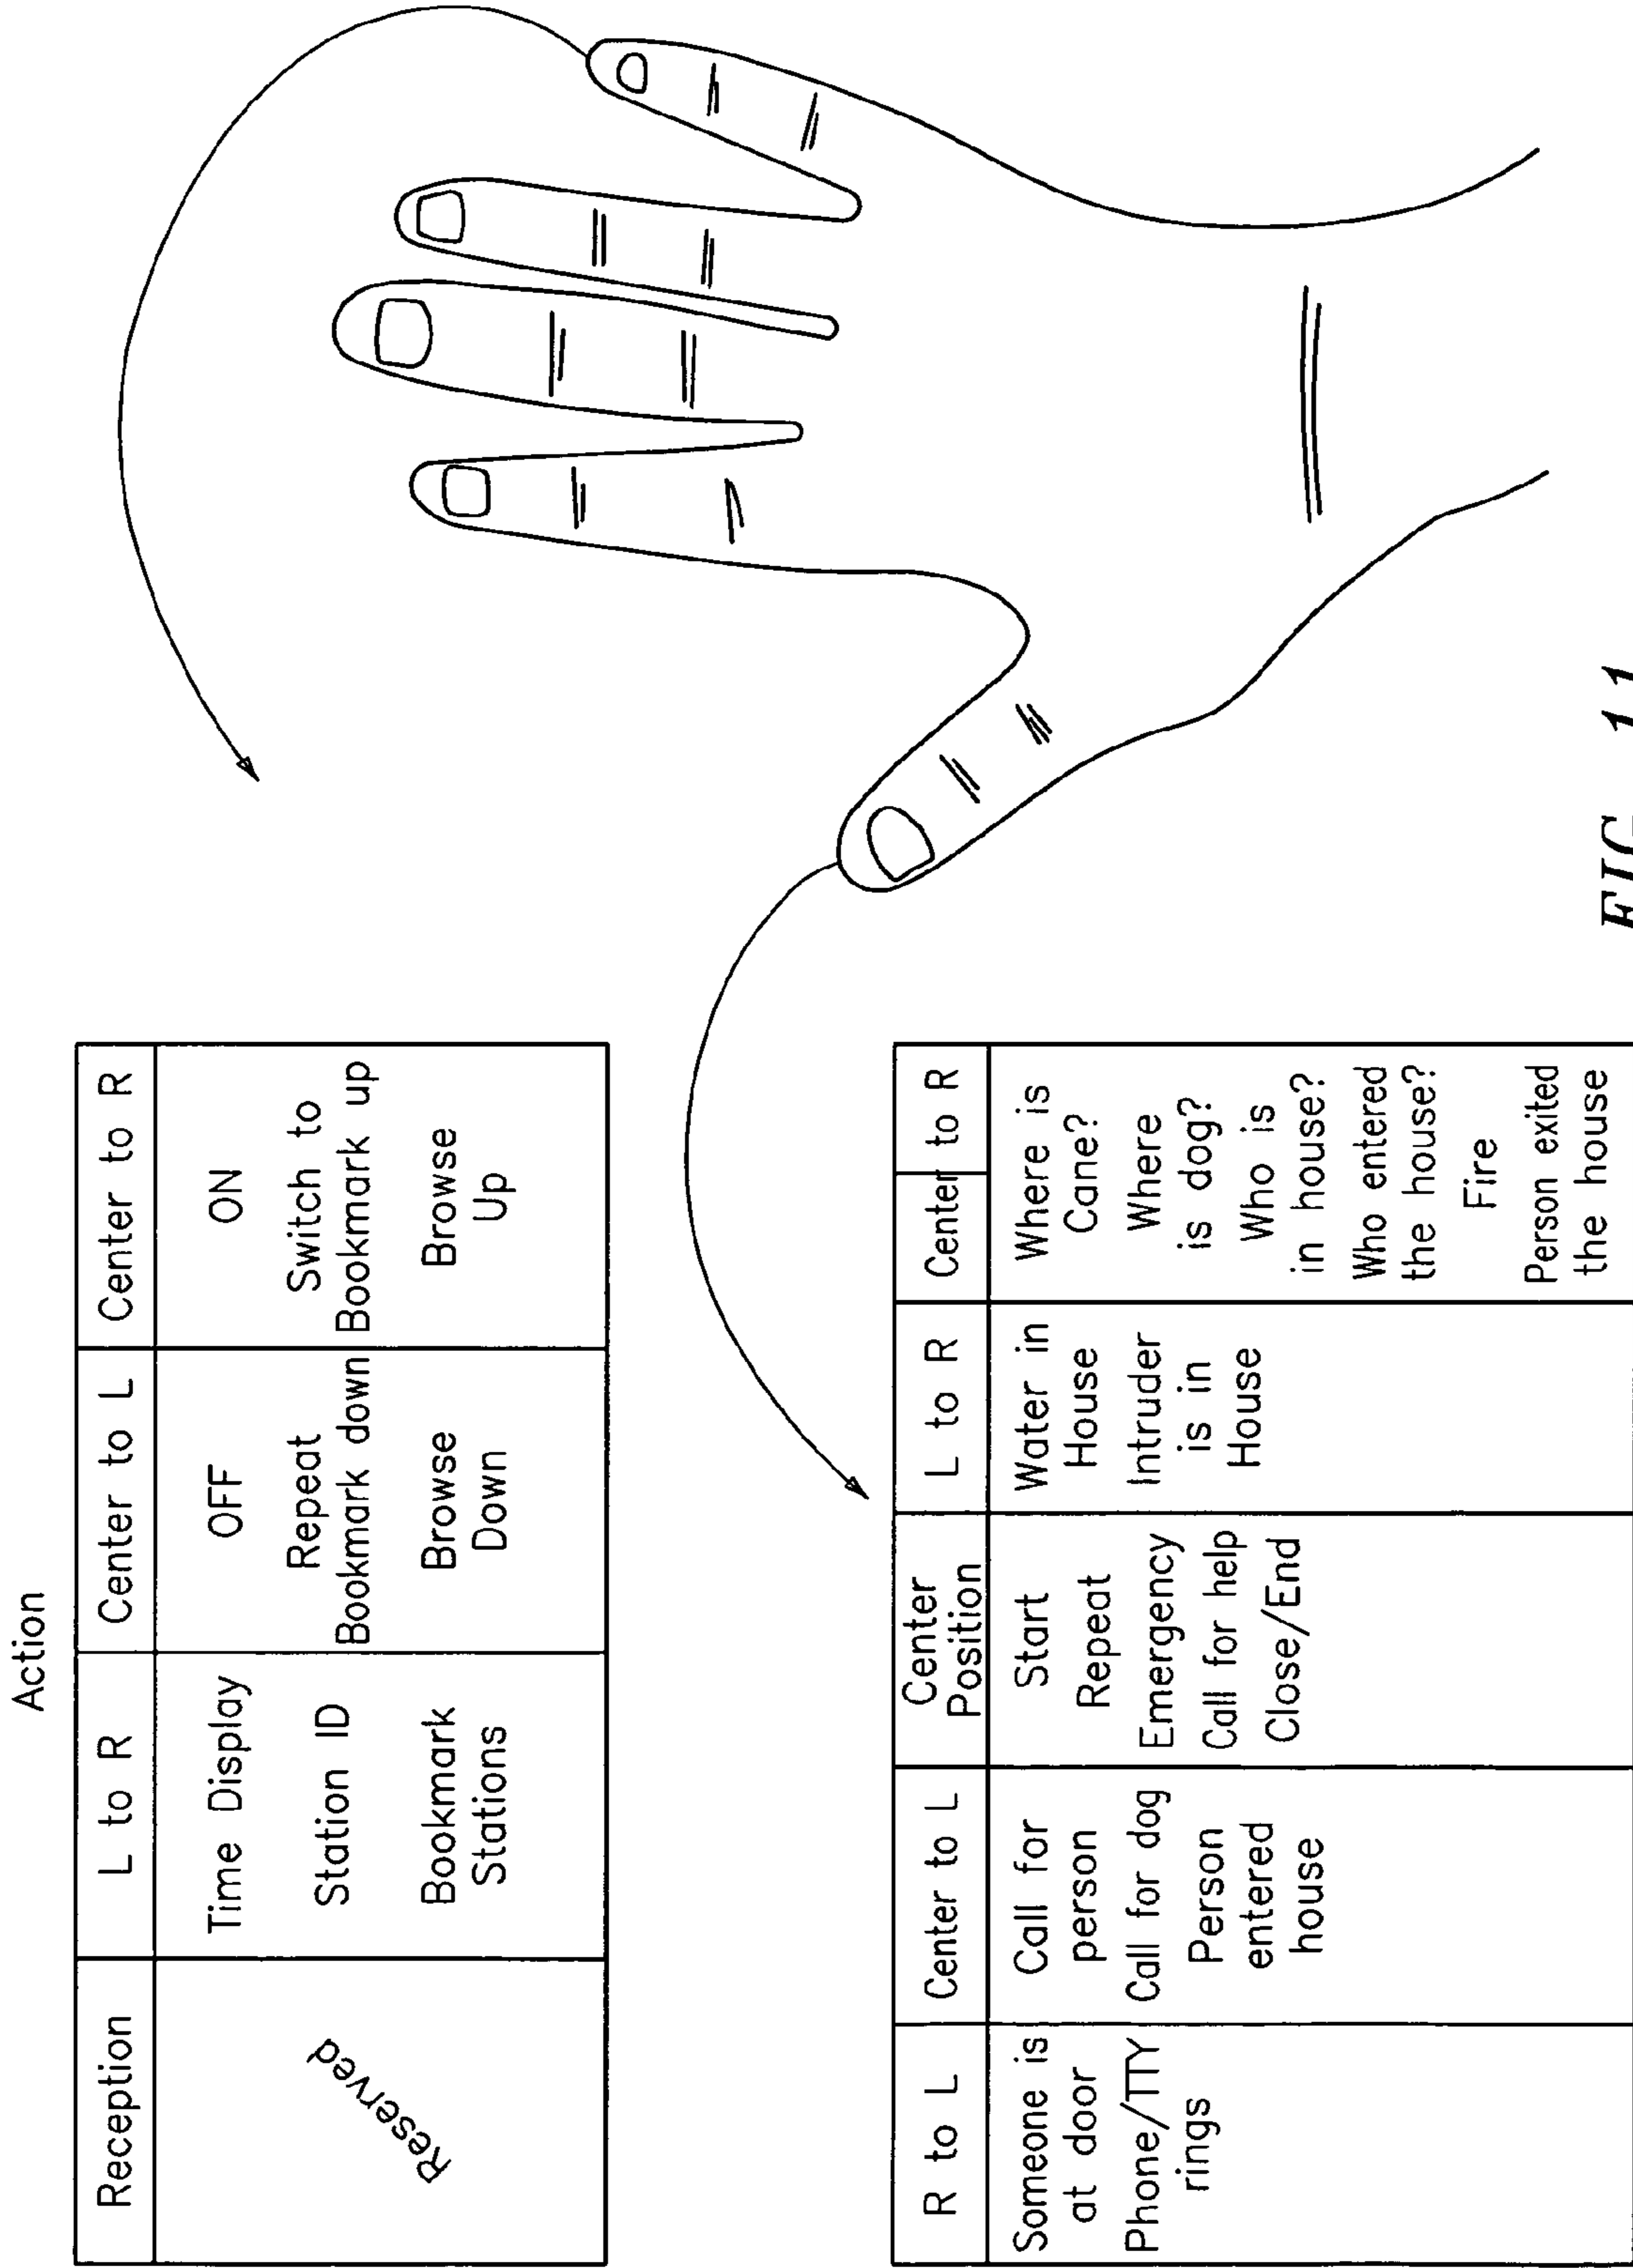 Action
Reception
L to R
Center to L
Center to R
Reserved
Time Display
Station ID
Bookmark
Stations
OFF
Repeat
Bookmark down
Browse
Down
ON
Switch to
Bookmark up
Browse
Up
R to L
Center to L
Center
Position
L to R
Center to R
Someone is
at door
Phone/TTY
rings
Call for
person
Call for dog
Person
entered
house
Start
Repeat
Emergency
Call for help
Close/End
Water in
House
Intruder
is in
House
Where is
Cane?
Where
is dog?
Who is
in house?
Who entered
the house?
Fire
Person exited
the house
FIG. 11